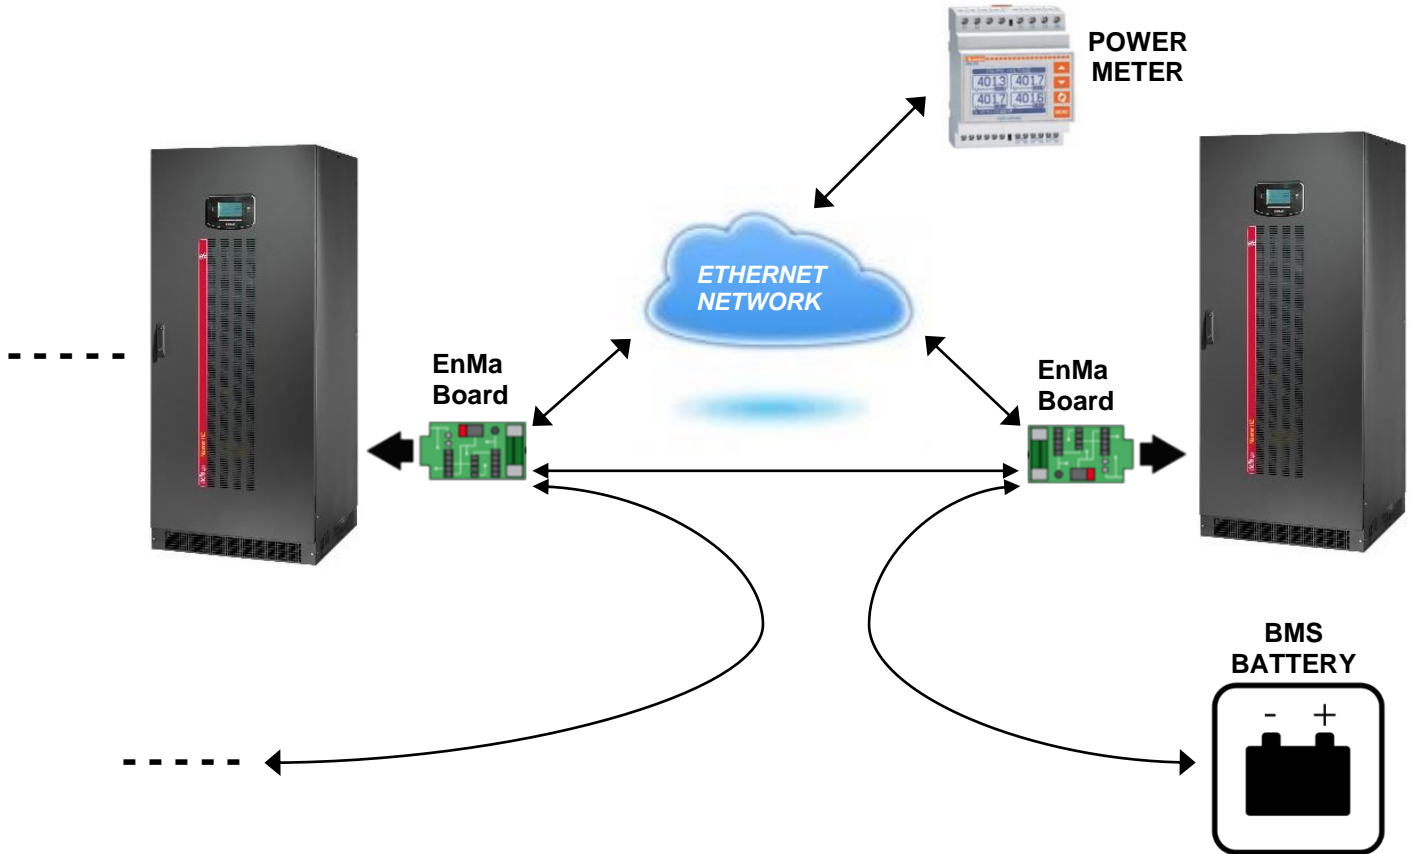 POWER
METER
4013 4017
4017 4016
ETHERNET
NETWORK
EnMa
Board
EnMa
Board
BMS
BATTERY
- +